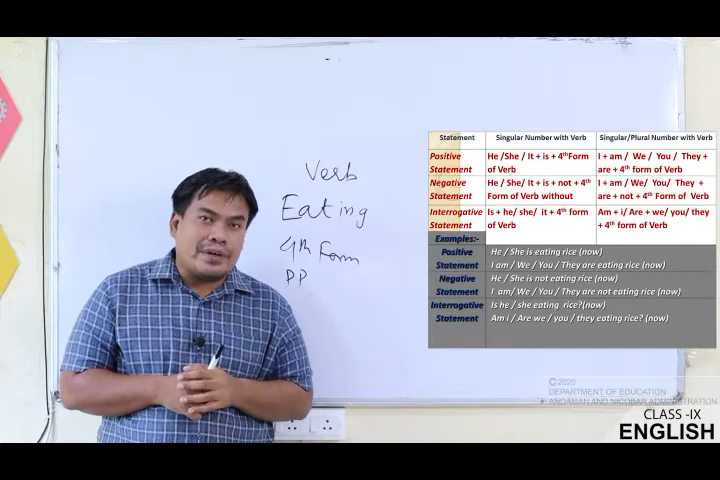 Verb
Eating
4th Form
PP
Statement Singular Number with Verb Singular/Plural Number with Verb
Positive Statement He /She / It + is + 4thForm of Verb I + am / We / You / They + are + 4th form of Verb
Negative Statement He / She/ It + is + not + 4th Form of Verb without I + am / We/ You/ They + are + not + 4th Form of Verb
Interrogative Statement Is + he/ she/ it + 4th form of Verb Am + i/ Are + we/ you/ they + 4th form of Verb
Examples:-
Positive Statement He / She is eating rice (now)
I am/ We / You / They are eating rice (now)
Negative Statement He / She is not eating rice (now)
I am/ We / You / They are not eating rice (now)
Interrogative Statement Is he / she eating rice?(now)
Am i / Are we / you / they eating rice? (now)
©2020
DEPARTMENT OF EDUCATION
ANDAMAN AND NICOBAR ADMINISTRATION
CLASS -IX
ENGLISH